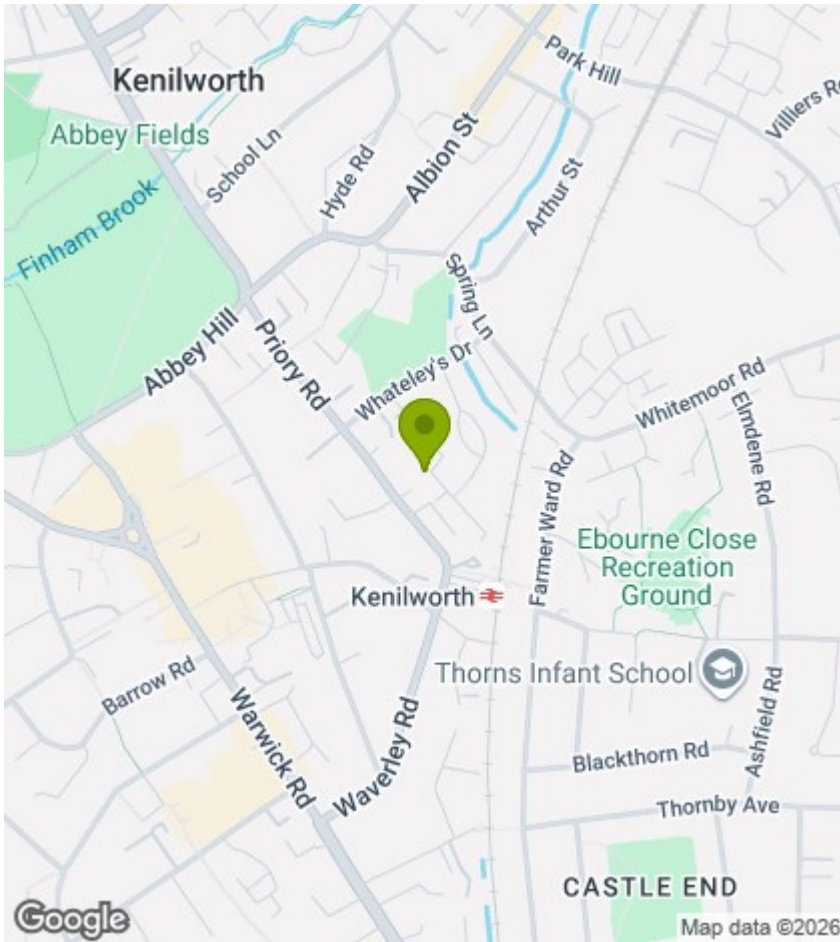 Park Hill
Kenilworth
Villiers Ro
Abbey Fields
School Ln
Hyde Rd
Albion St
Arthur St
Finham Brook
Spring Ln
Abbey Hill
Priory Rd
Whateley's Dr
Whitemoor Rd
Elmdene Rd
Farmer Ward Rd
Ebourne Close
Recreation
Ground
Kenilworth
Thorns Infant School
Barrow Rd
Warwick Rd
Waverley Rd
Ashfield Rd
Blackthorn Rd
Thornby Ave
CASTLE END
Google
Map data ©2026